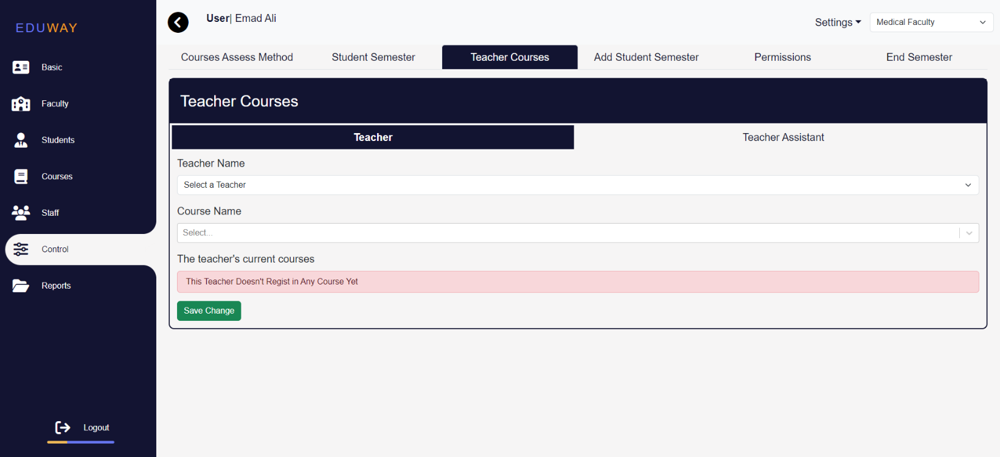 EDUWAY
Basic
Faculty
Students
Courses
Staff
Control
Reports
Logout
User| Emad Ali
Settings
Medical Faculty
Courses Assess Method
Student Semester
Teacher Courses
Add Student Semester
Permissions
End Semester
Teacher Courses
Teacher
Teacher Assistant
Teacher Name
Select a Teacher
Course Name
Select...
The teacher's current courses
This Teacher Doesn't Regist in Any Course Yet
Save Change